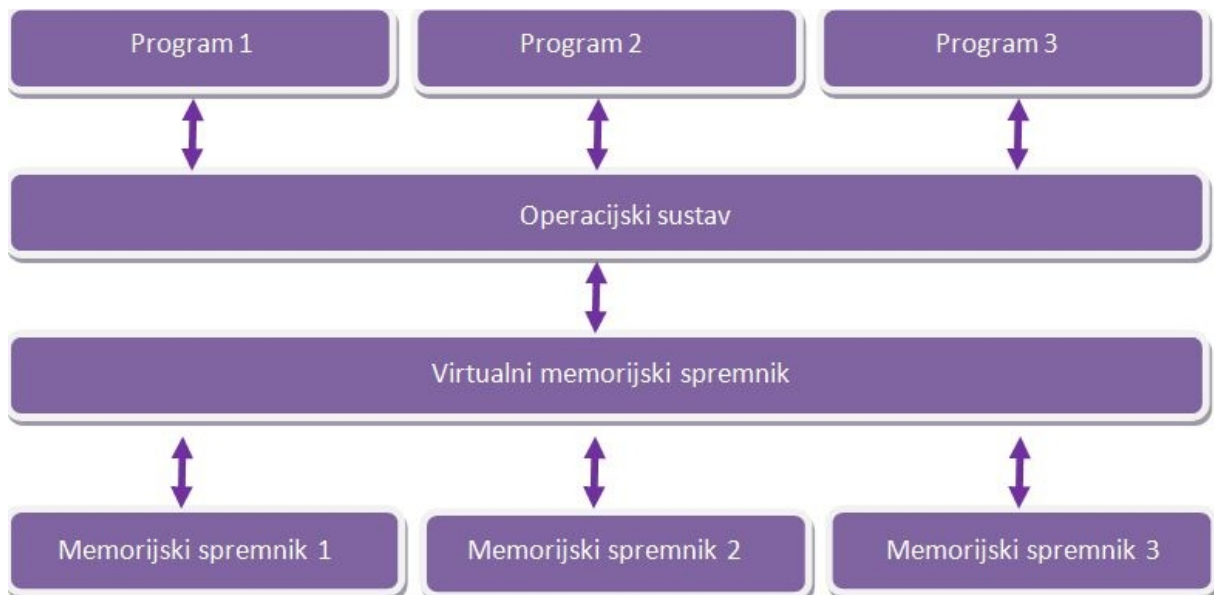 Program 1
Program 2
Program 3
Operacijski sustav
Virtualni memorijski spremnik
Memorijski spremnik 1
Memorijski spremnik 2
Memorijski spremnik 3